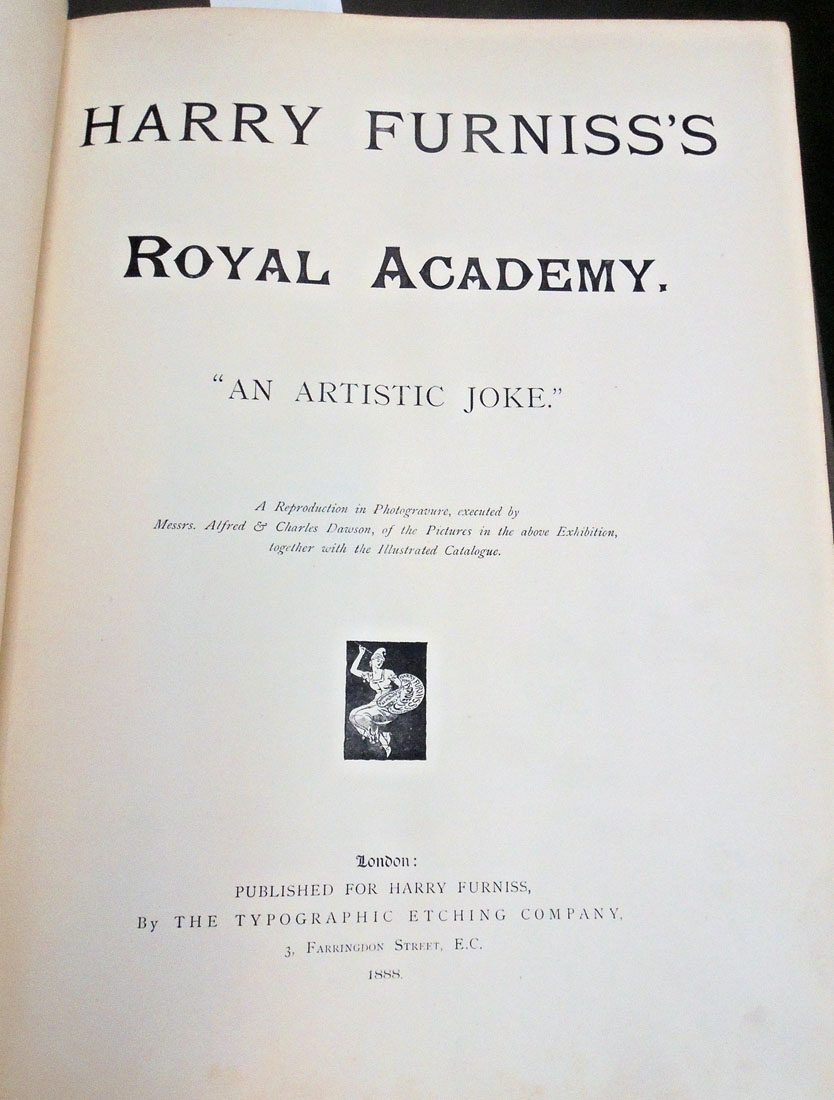 HARRY FURNISS'S
ROYAL ACADEMY.
"AN ARTISTIC JOKE."
A Reproduction in Photogravure, executed by
Messrs. Alfred & Charles Dawson, of the Pictures in the above Exhibition,
together with the Illustrated Catalogue.
HARRY FURNISS
London:
PUBLISHED FOR HARRY FURNISS,
By THE TYPOGRAPHIC ETCHING COMPANY,
3, FARRINGDON STREET, E.C.
1888.